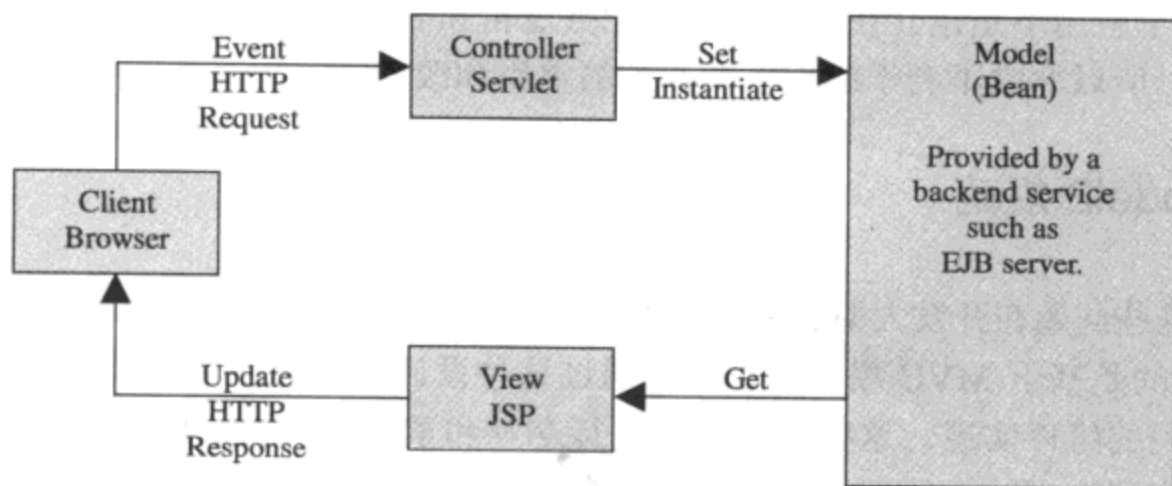 Event
HTTP
Request
Controller
Servlet
Set
Instantiate
Model
(Bean)
Provided by a
backend service
such as
EJB server.
Client
Browser
Update
HTTP
Response
View
JSP
Get